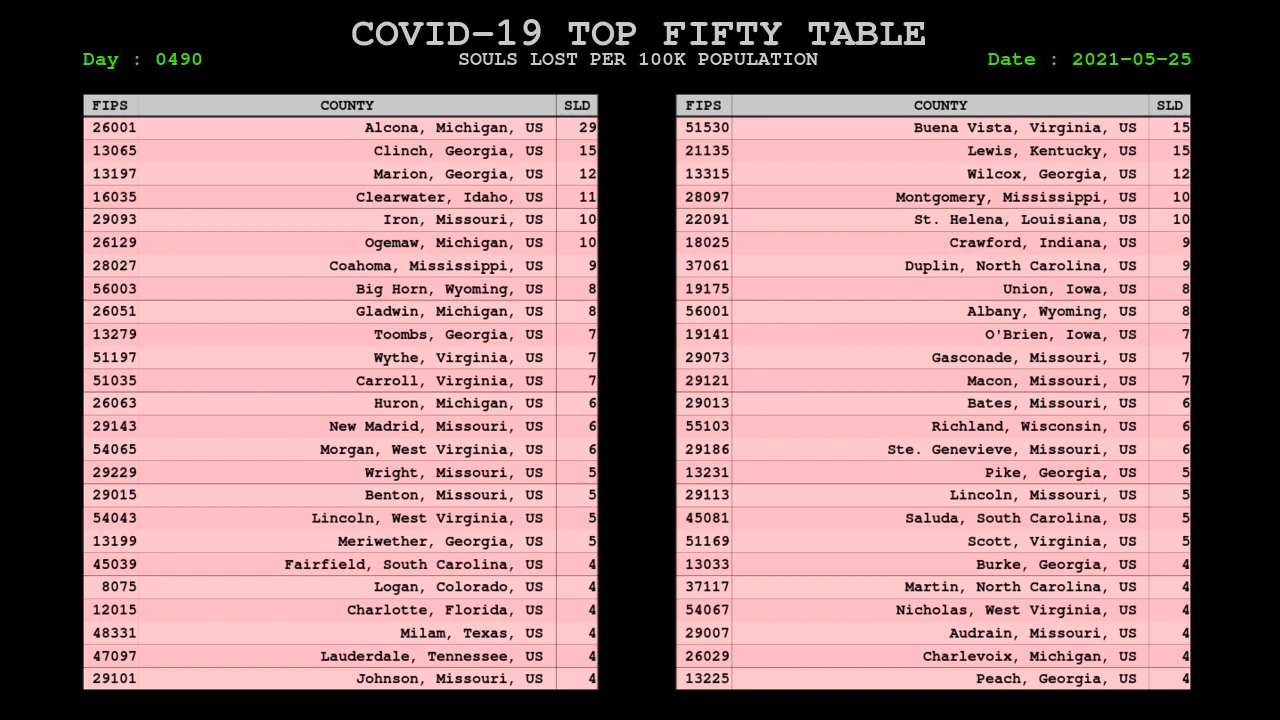 COVID-19 TOP FIFTY TABLE
Day : 0490 SOULS LOST PER 100K POPULATION Date : 2021-05-25
FIPS COUNTY SLD
26001 Alcona, Michigan, US 29
13065 Clinch, Georgia, US 15
13197 Marion, Georgia, US 12
16035 Clearwater, Idaho, US 11
29093 Iron, Missouri, US 10
26129 Ogemaw, Michigan, US 10
28027 Coahoma, Mississippi, US 9
56003 Big Horn, Wyoming, US 8
26051 Gladwin, Michigan, US 8
13279 Toombs, Georgia, US 7
51197 Wythe, Virginia, US 7
51035 Carroll, Virginia, US 7
26063 Huron, Michigan, US 6
29143 New Madrid, Missouri, US 6
54065 Morgan, West Virginia, US 6
29229 Wright, Missouri, US 5
29015 Benton, Missouri, US 5
54043 Lincoln, West Virginia, US 5
13199 Meriwether, Georgia, US 5
45039 Fairfield, South Carolina, US 4
8075 Logan, Colorado, US 4
12015 Charlotte, Florida, US 4
48331 Milam, Texas, US 4
47097 Lauderdale, Tennessee, US 4
29101 Johnson, Missouri, US 4
FIPS COUNTY SLD
51530 Buena Vista, Virginia, US 15
21135 Lewis, Kentucky, US 15
13315 Wilcox, Georgia, US 12
28097 Montgomery, Mississippi, US 10
22091 St. Helena, Louisiana, US 10
18025 Crawford, Indiana, US 9
37061 Duplin, North Carolina, US 9
19175 Union, Iowa, US 8
56001 Albany, Wyoming, US 8
19141 O'Brien, Iowa, US 7
29073 Gasconade, Missouri, US 7
29121 Macon, Missouri, US 7
29013 Bates, Missouri, US 6
55103 Richland, Wisconsin, US 6
29186 Ste. Genevieve, Missouri, US 6
13231 Pike, Georgia, US 5
29113 Lincoln, Missouri, US 5
45081 Saluda, South Carolina, US 5
51169 Scott, Virginia, US 5
13033 Burke, Georgia, US 4
37117 Martin, North Carolina, US 4
54067 Nicholas, West Virginia, US 4
29007 Audrain, Missouri, US 4
26029 Charlevoix, Michigan, US 4
13225 Peach, Georgia, US 4